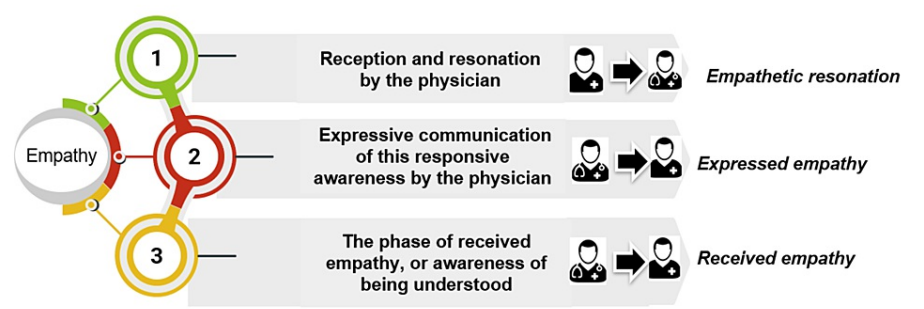 Empathy
1
Reception and resonation
by the physician
Empathetic resonation
2
Expressive communication
of this responsive
awareness by the physician
Expressed empathy
3
The phase of received
empathy, or awareness of
being understood
Received empathy